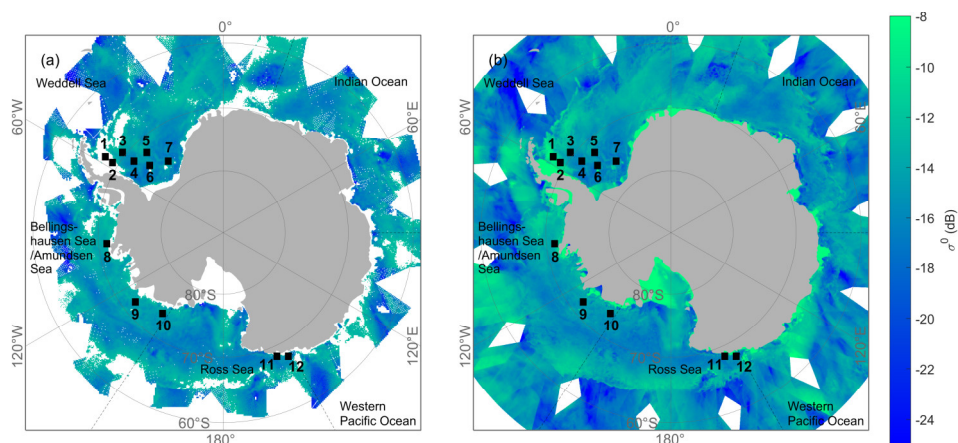 0°
(a)
Weddell Sea
Indian Ocean
60°W
60°E
1
3
5
7
2
4
6
Bellings-
hausen Sea
/Amundsen
Sea
8
80°S
9
10
120°W
120°E
70°S
11
12
Ross Sea
Western
Pacific Ocean
60°S
180°
0°
(b)
Weddell Sea
Indian Ocean
60°W
60°E
1
3
5
7
2
4
6
Bellings-
hausen Sea
/Amundsen
Sea
8
80°S
9
10
120°W
120°E
70°S
11
12
Ross Sea
Western
Pacific Ocean
60°S
180°
-8
-10
-12
-14
-16
-18
-20
-22
-24
σ⁰ (dB)